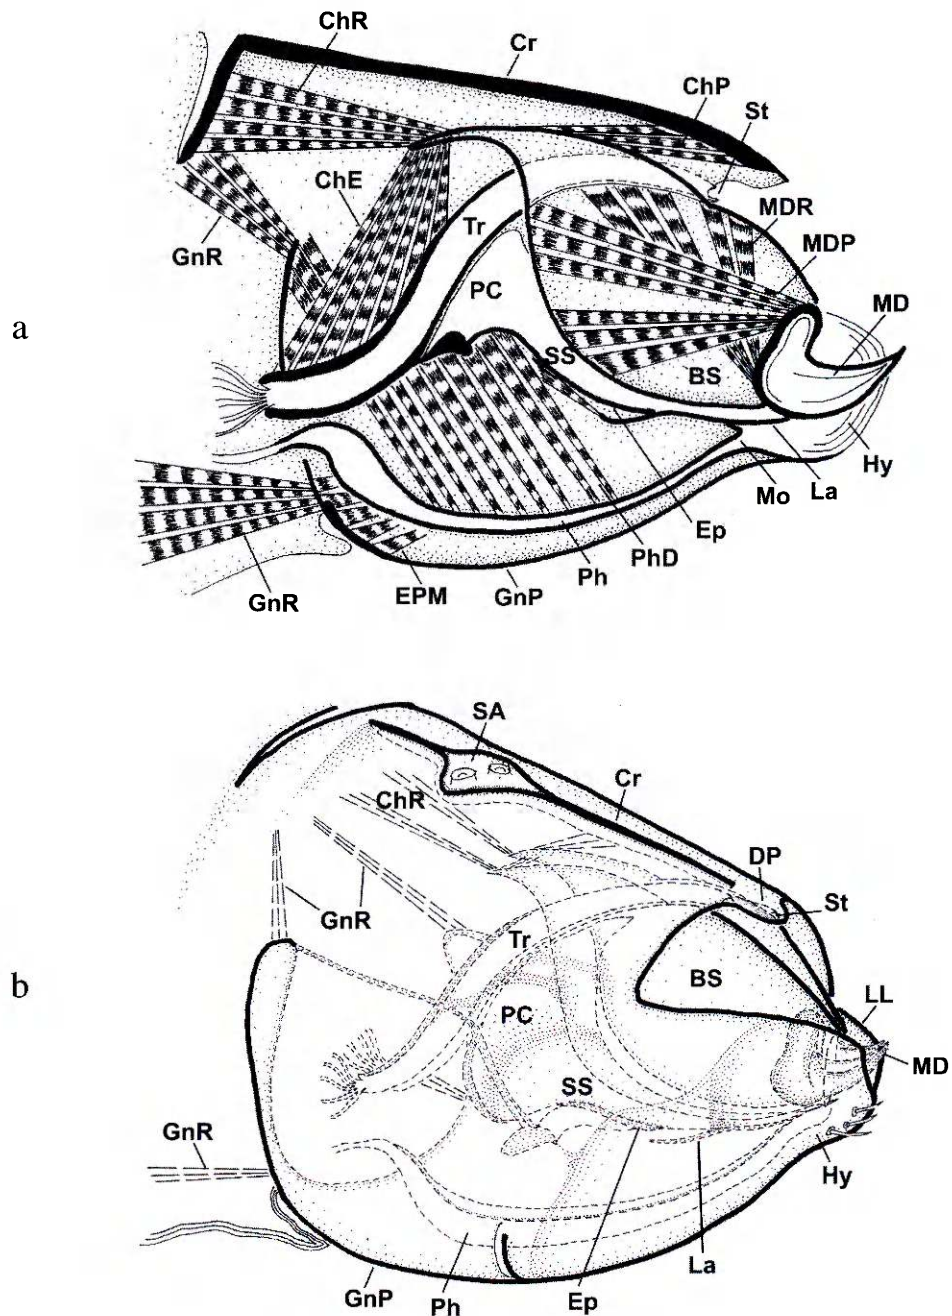 ChR
Cr
ChP
St
ChE
GnR
Tr
MDR
MDP
PC
MD
a
SS
BS
Hy
La
Mo
Ep
PhD
Ph
GnP
EPM
GnR
SA
Cr
ChR
DP
St
GnR
Tr
BS
LL
b
PC
MD
SS
GnR
Hy
La
GnP
Ph
Ep